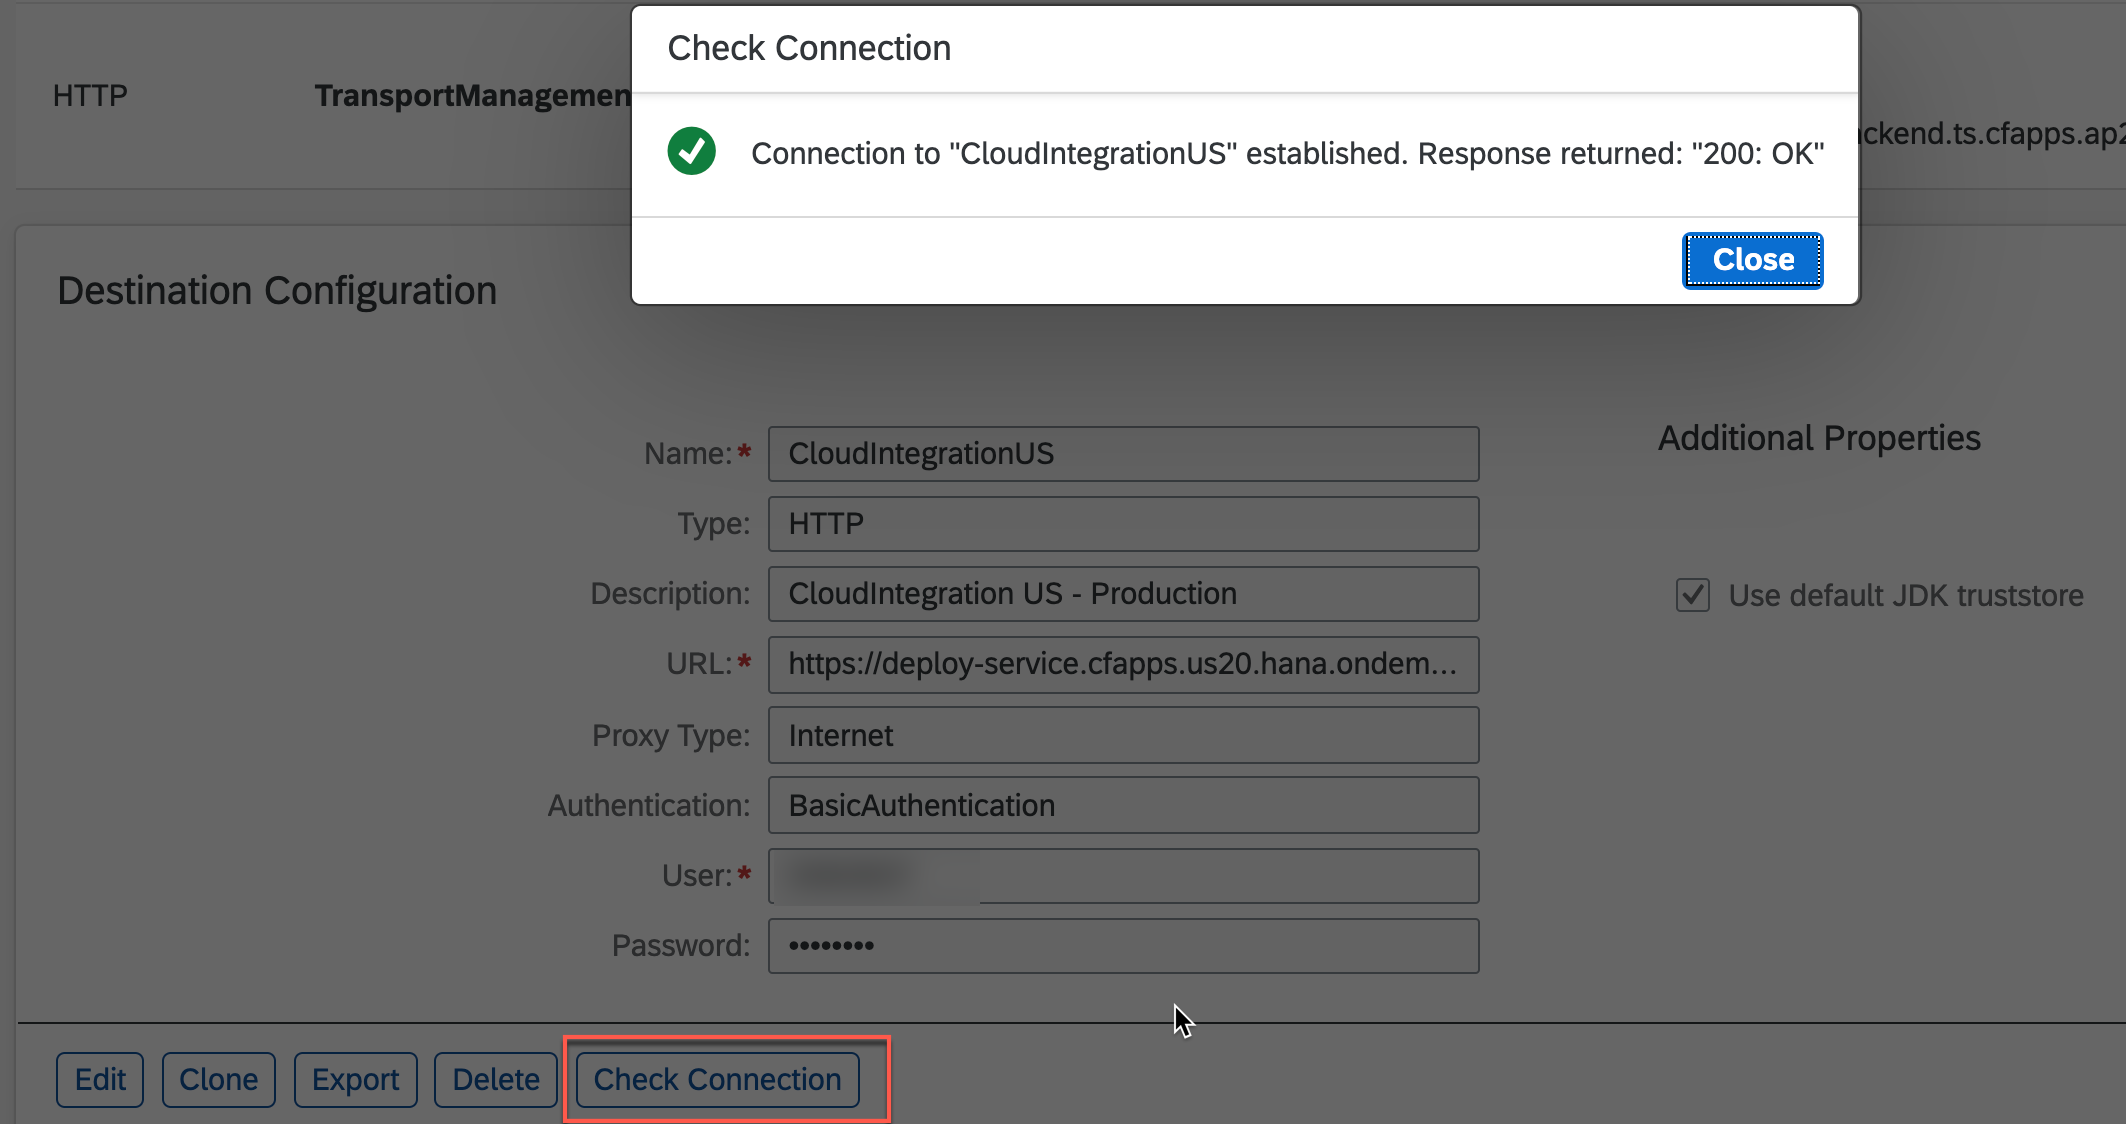 Check Connection
HTTP
TransportManagemen
Connection to "CloudIntegrationUS" established. Response returned: "200: OK"
ckend.ts.cfapps.ap2
Close
Destination Configuration
Name:* CloudIntegrationUS
Additional Properties
Type: HTTP
Description: CloudIntegration US - Production
Use default JDK truststore
URL:* https://deploy-service.cfapps.us20.hana.ondem...
Proxy Type: Internet
Authentication: BasicAuthentication
User:*
Password: ••••••••
Edit Clone Export Delete Check Connection